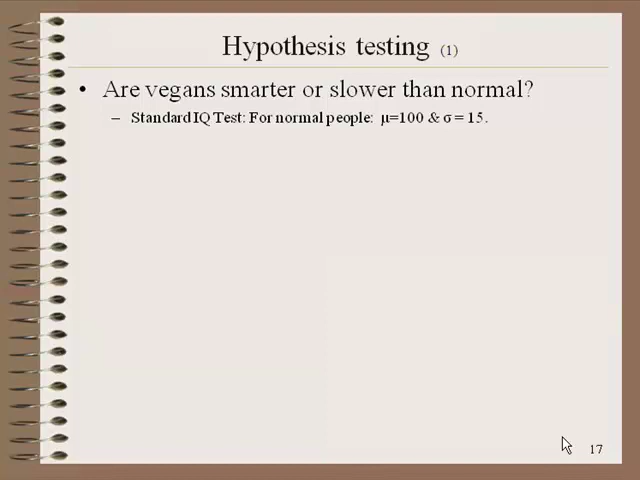 Hypothesis testing (1)
• Are vegans smarter or slower than normal?
– Standard IQ Test: For normal people: μ=100 & σ = 15.
17